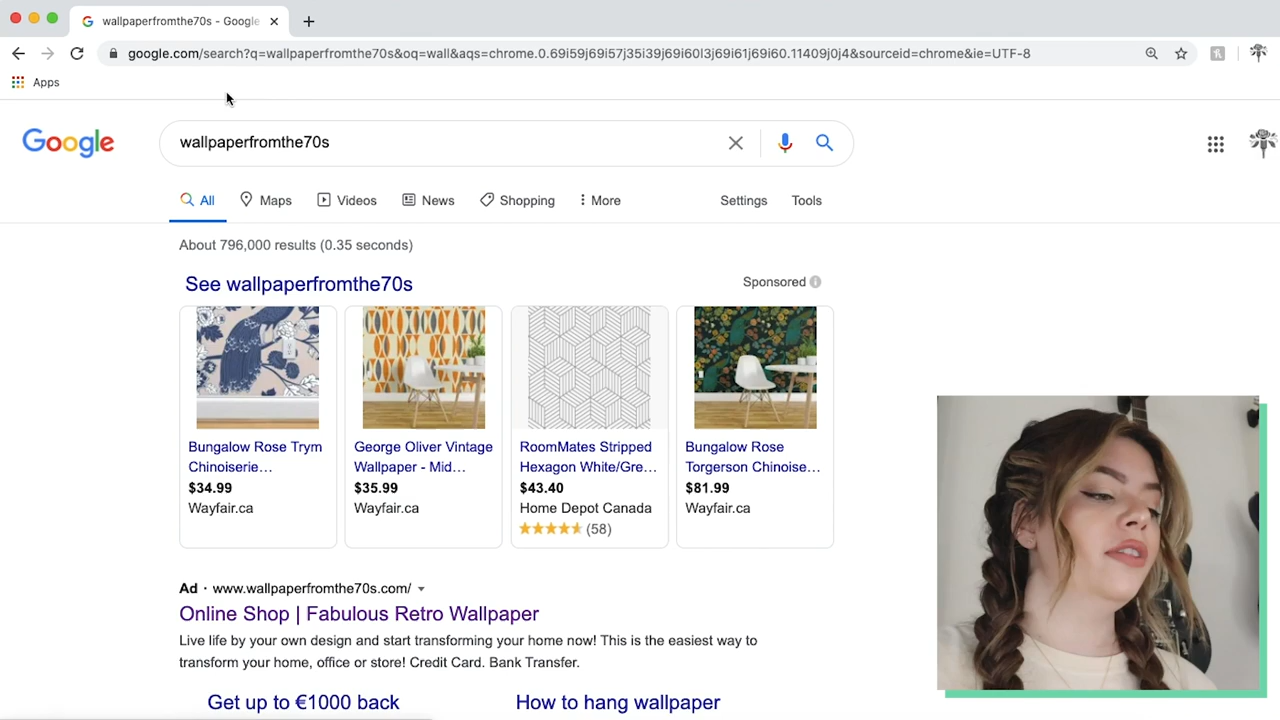 wallpaperfromthe70s - Google
google.com/search?q=wallpaperfromthe70s&oq=wall&aqs=chrome.0.69i59j69i57j35i39j69i60l3j69i61j69i60.11409j0j4&sourceid=chrome&ie=UTF-8
Apps
Google
wallpaperfromthe70s
All Maps Videos News Shopping More Settings Tools
About 796,000 results (0.35 seconds)
See wallpaperfromthe70s Sponsored
Bungalow Rose Trym Chinoiserie…
$34.99
Wayfair.ca
George Oliver Vintage Wallpaper - Mid…
$35.99
Wayfair.ca
RoomMates Stripped Hexagon White/Gre…
$43.40
Home Depot Canada
(58)
Bungalow Rose Torgerson Chinoise…
$81.99
Wayfair.ca
Ad · www.wallpaperfromthe70s.com/
Online Shop | Fabulous Retro Wallpaper
Live life by your own design and start transforming your home now! This is the easiest way to
transform your home, office or store! Credit Card. Bank Transfer.
Get up to €1000 back How to hang wallpaper